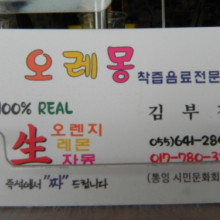 오레몽 착즙음료전문
100% REAL
김 부
生 오렌지
레몬
자몽
즉석에서 "짜" 드립니다
(055)641-28
017-780-3
(통영 시민문화회